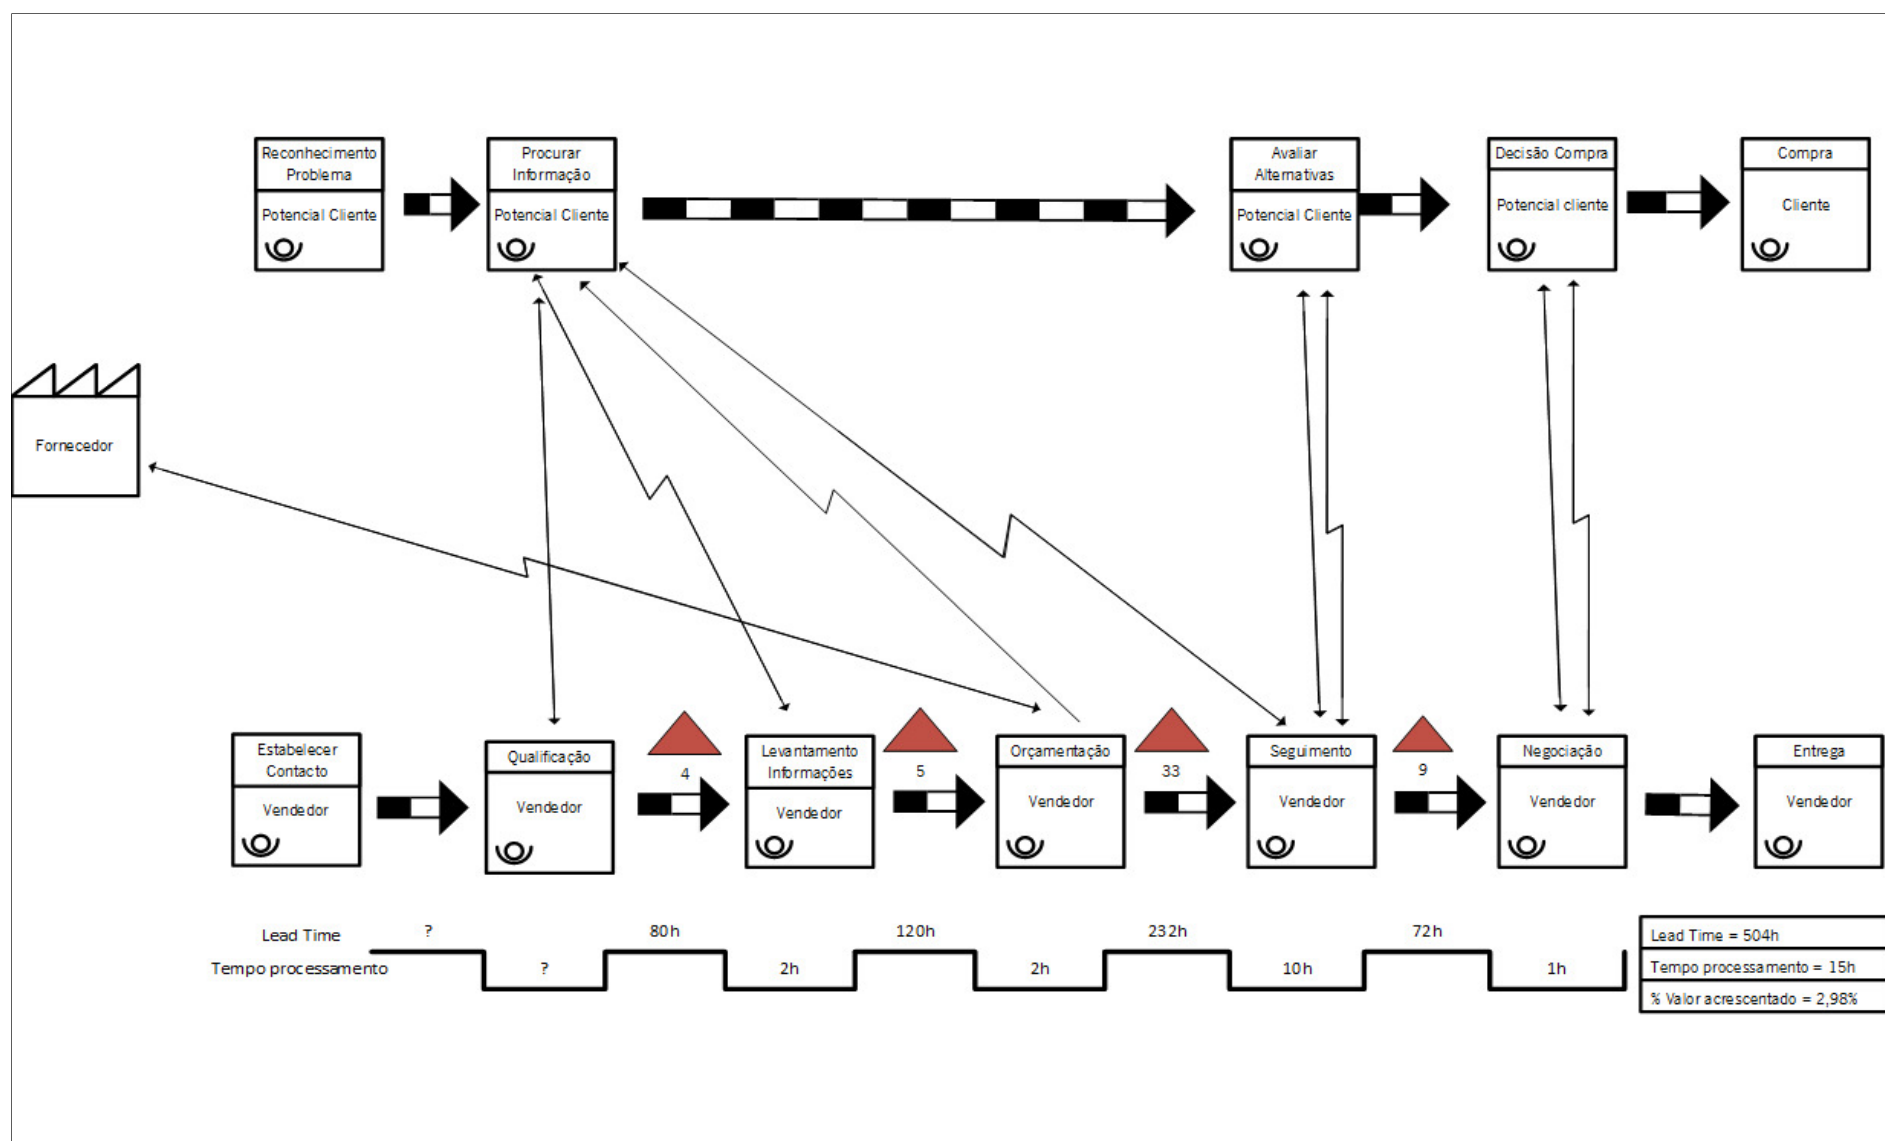 Reconhecimento
Problema
Potencial Cliente
Procurar
Informação
Potencial Cliente
Avaliar
Alternativas
Potencial Cliente
Decisão Compra
Potencial cliente
Compra
Cliente
Fornecedor
Estabelecer
Contacto
Vendedor
Qualificação
Vendedor
4
Levantamento
Informações
Vendedor
5
Orçamentação
Vendedor
33
Seguimento
Vendedor
9
Negociação
Vendedor
Entrega
Vendedor
Lead Time
?
80h
120h
232h
72h
Tempo processamento
?
2h
2h
10h
1h
Lead Time = 504h
Tempo processamento = 15h
% Valor acrescentado = 2,98%